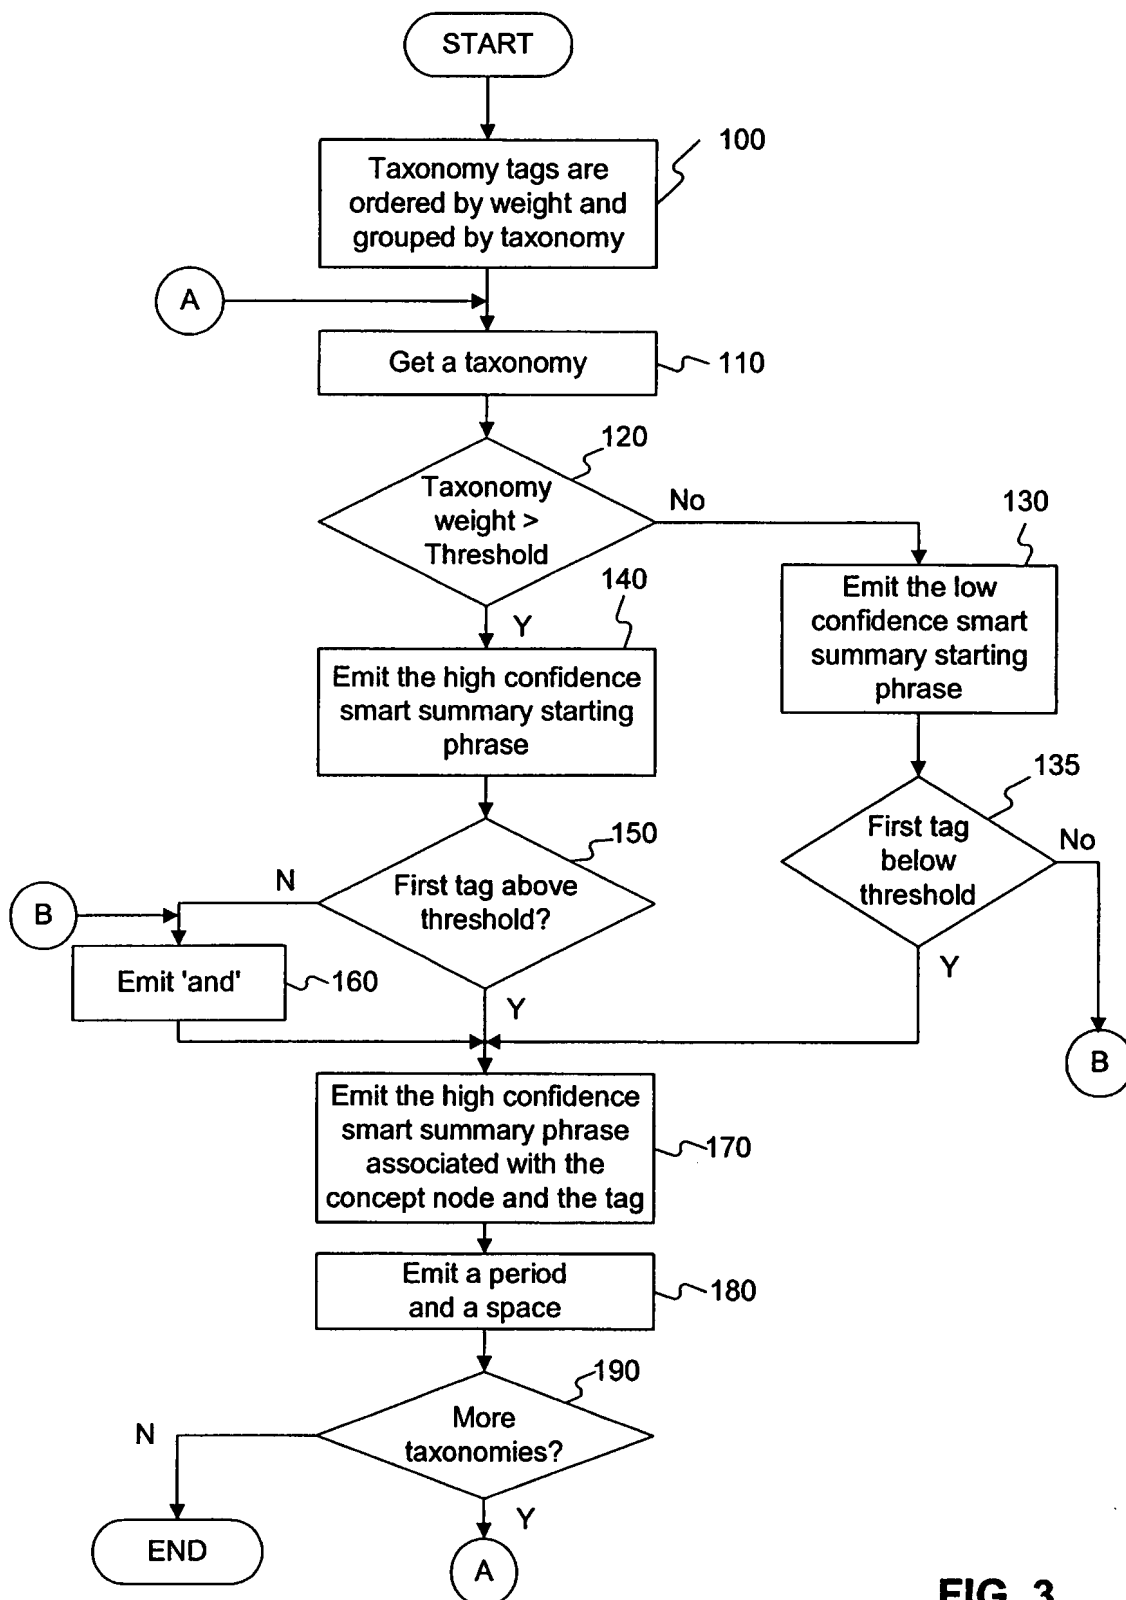 START
100
Taxonomy tags are
ordered by weight and
grouped by taxonomy
A
Get a taxonomy
110
120
Taxonomy
weight >
Threshold
No
130
Emit the low
confidence smart
summary starting
phrase
140
Y
Emit the high confidence
smart summary starting
phrase
135
First tag
below
threshold
No
150
First tag above
threshold?
N
B
Emit 'and'
160
Y
Y
B
Emit the high confidence
smart summary phrase
associated with the
concept node and the tag
170
Emit a period
and a space
180
190
More
taxonomies?
N
Y
END
A
FIG. 3